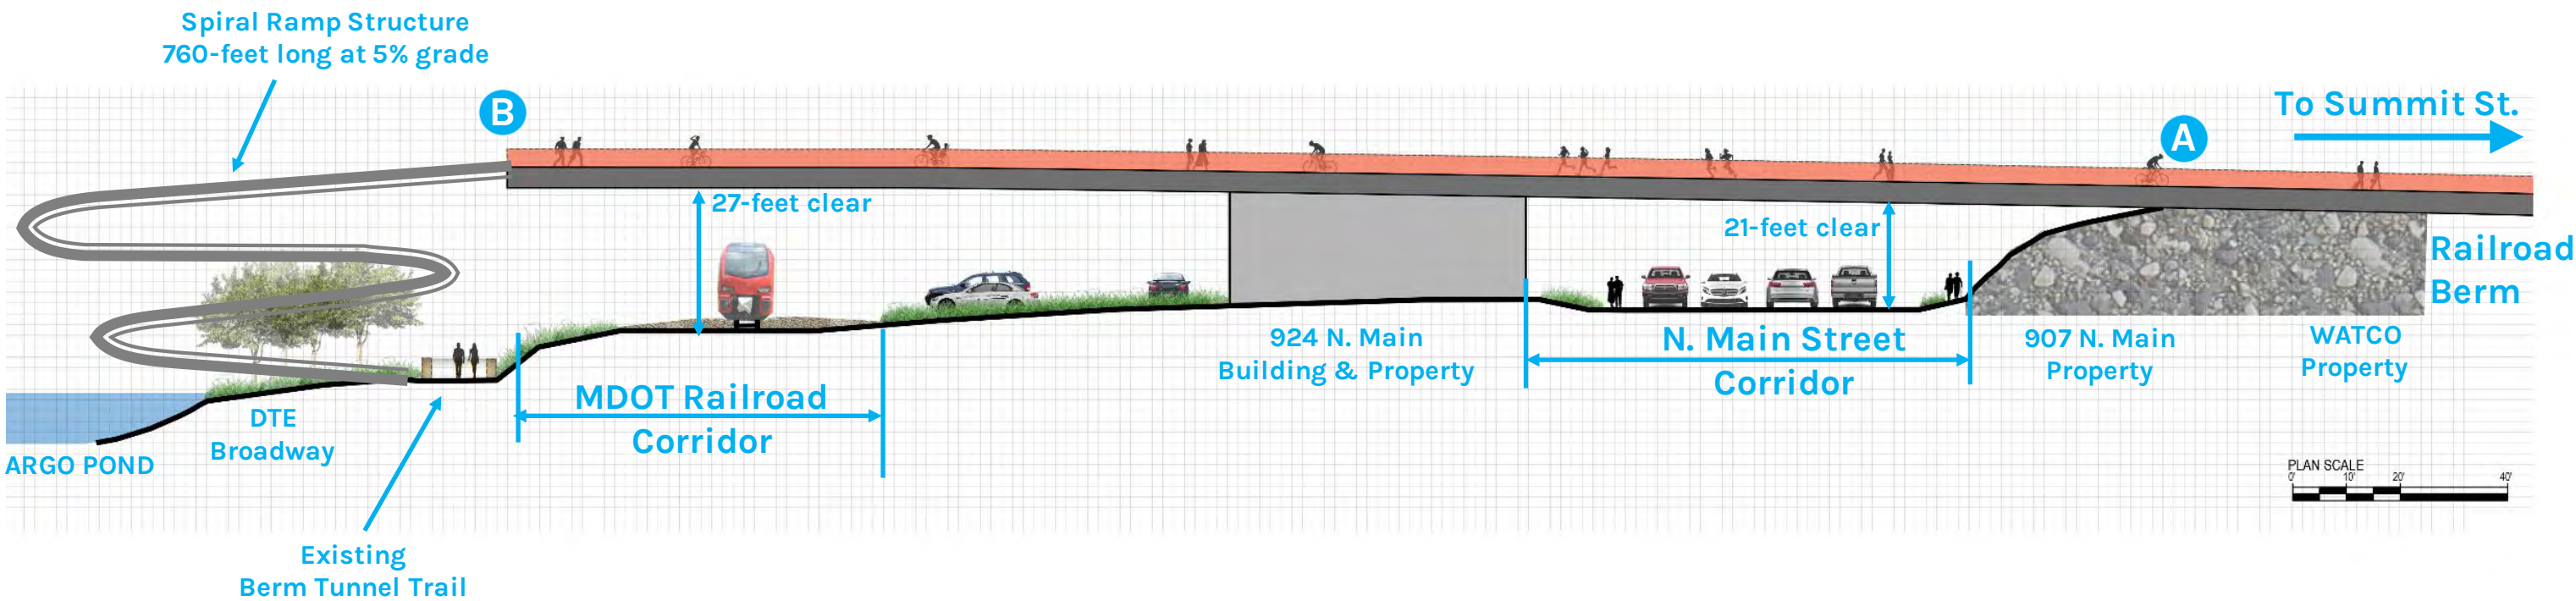 Spiral Ramp Structure
760-feet long at 5% grade
B
To Summit St.
A
27-feet clear
21-feet clear
Railroad
Berm
924 N. Main
Building & Property
N. Main Street
Corridor
907 N. Main
Property
WATCO
Property
MDOT Railroad
Corridor
DTE
Broadway
ARGO POND
PLAN SCALE
0' 10' 20' 40'
Existing
Berm Tunnel Trail